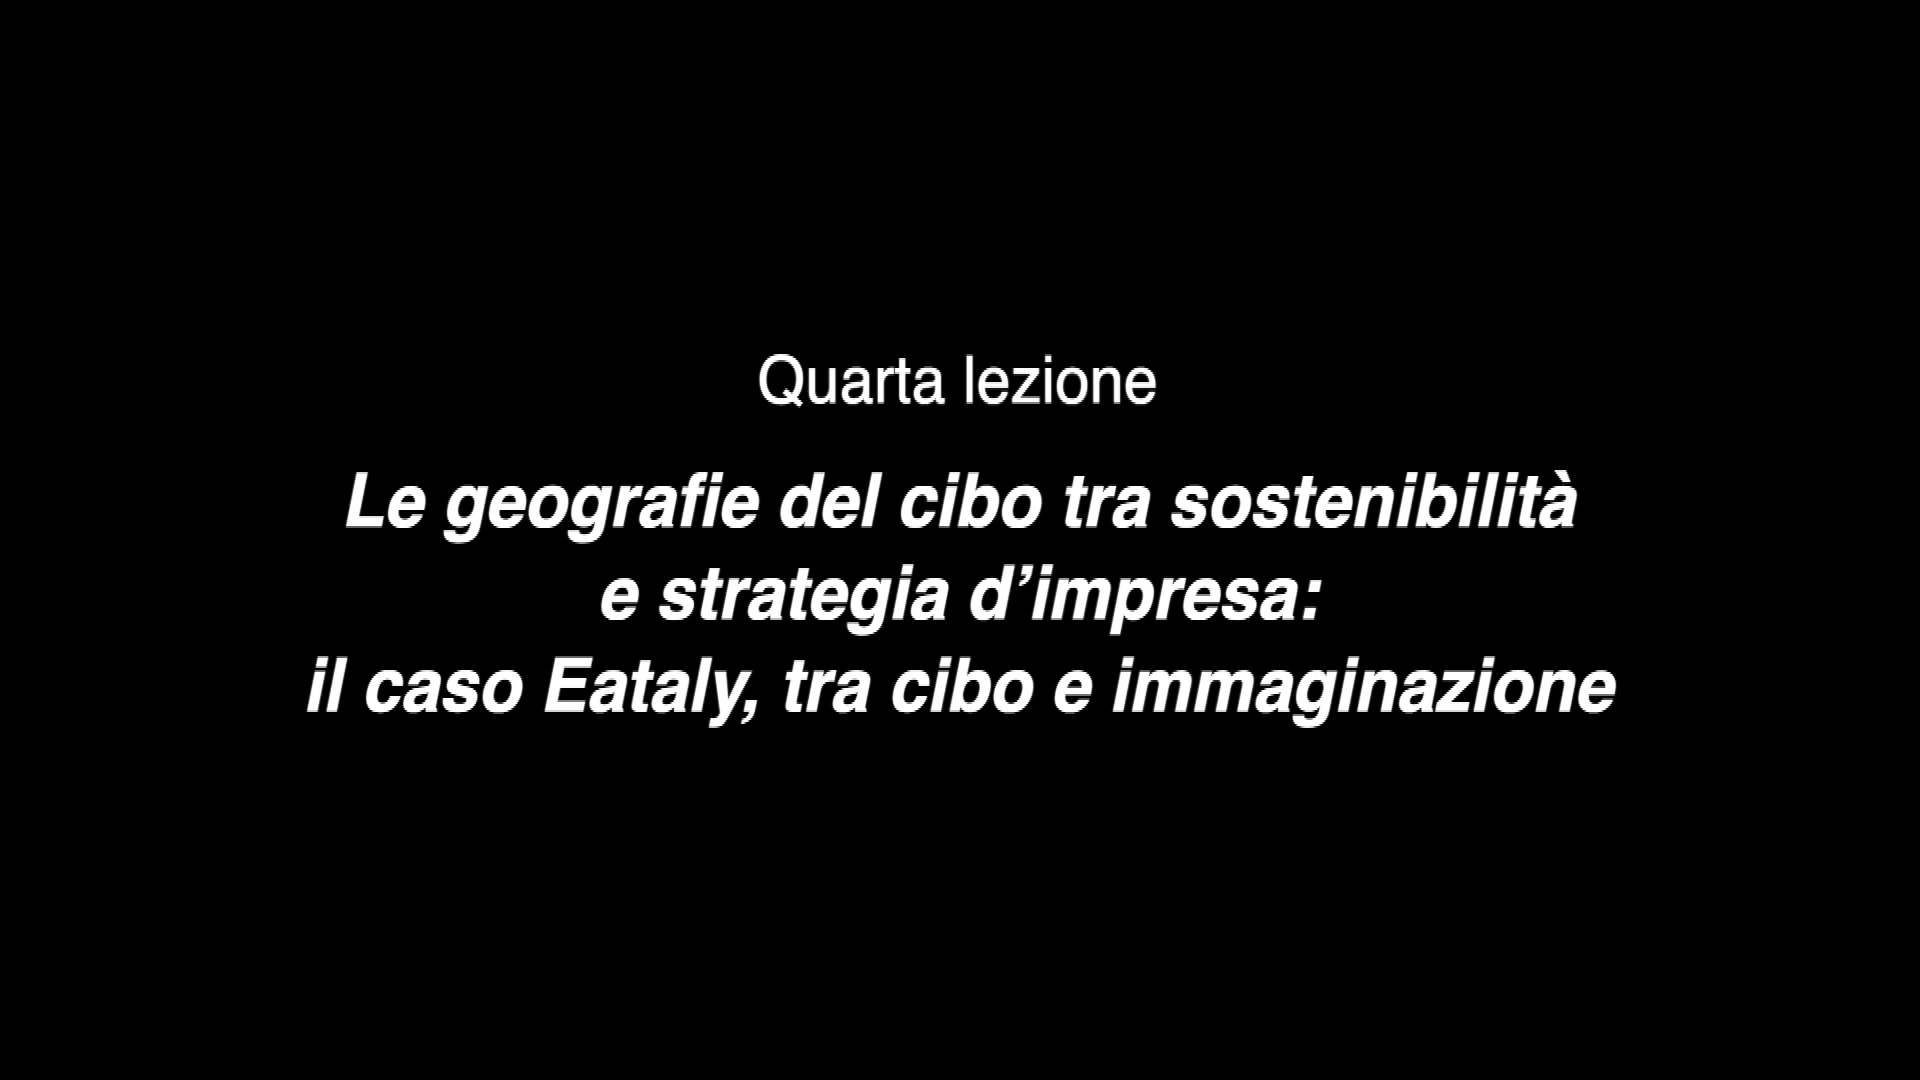 Quarta lezione
Le geografie del cibo tra sostenibilità
e strategia d’impresa:
il caso Eataly, tra cibo e immaginazione